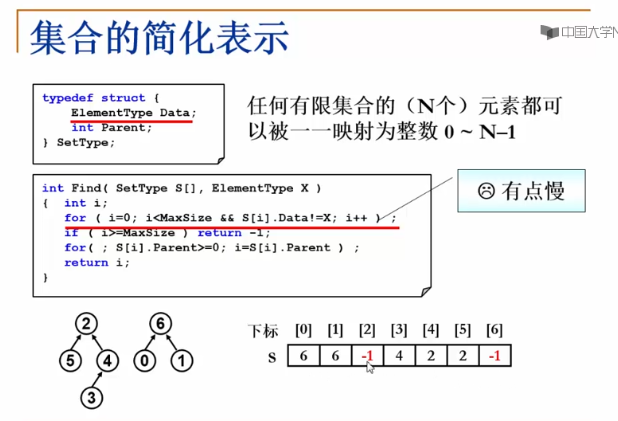 集合的简化表示
中国大学
typedef struct {
ElementType Data;
int Parent;
} SetType;
任何有限集合的（N个）元素都可
以被一一映射为整数 0 ~ N–1
int Find( SetType S[], ElementType X )
{ int i;
for ( i=0; i<MaxSize && S[i].Data!=X; i++ ) ;
if ( i>=MaxSize ) return -1;
for( ; S[i].Parent>=0; i=S[i].Parent ) ;
return i;
}
☹ 有点慢
2 6
5 4 0 1
3
下标 [0] [1] [2] [3] [4] [5] [6]
S 6 6 -1 4 2 2 -1